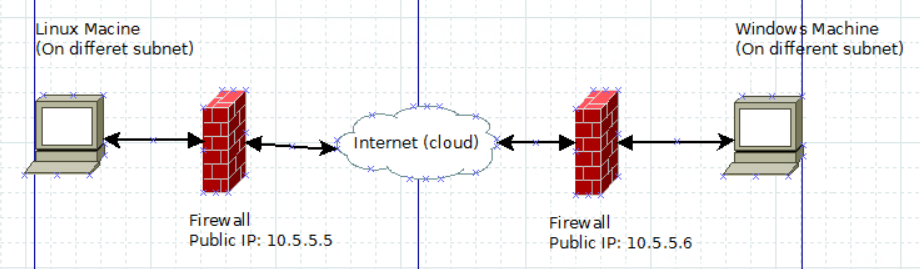 Linux Macine
(On differet subnet)
Windows Machine
(On different subnet)
Internet (cloud)
Firewall
Public IP: 10.5.5.5
Firewall
Public IP: 10.5.5.6